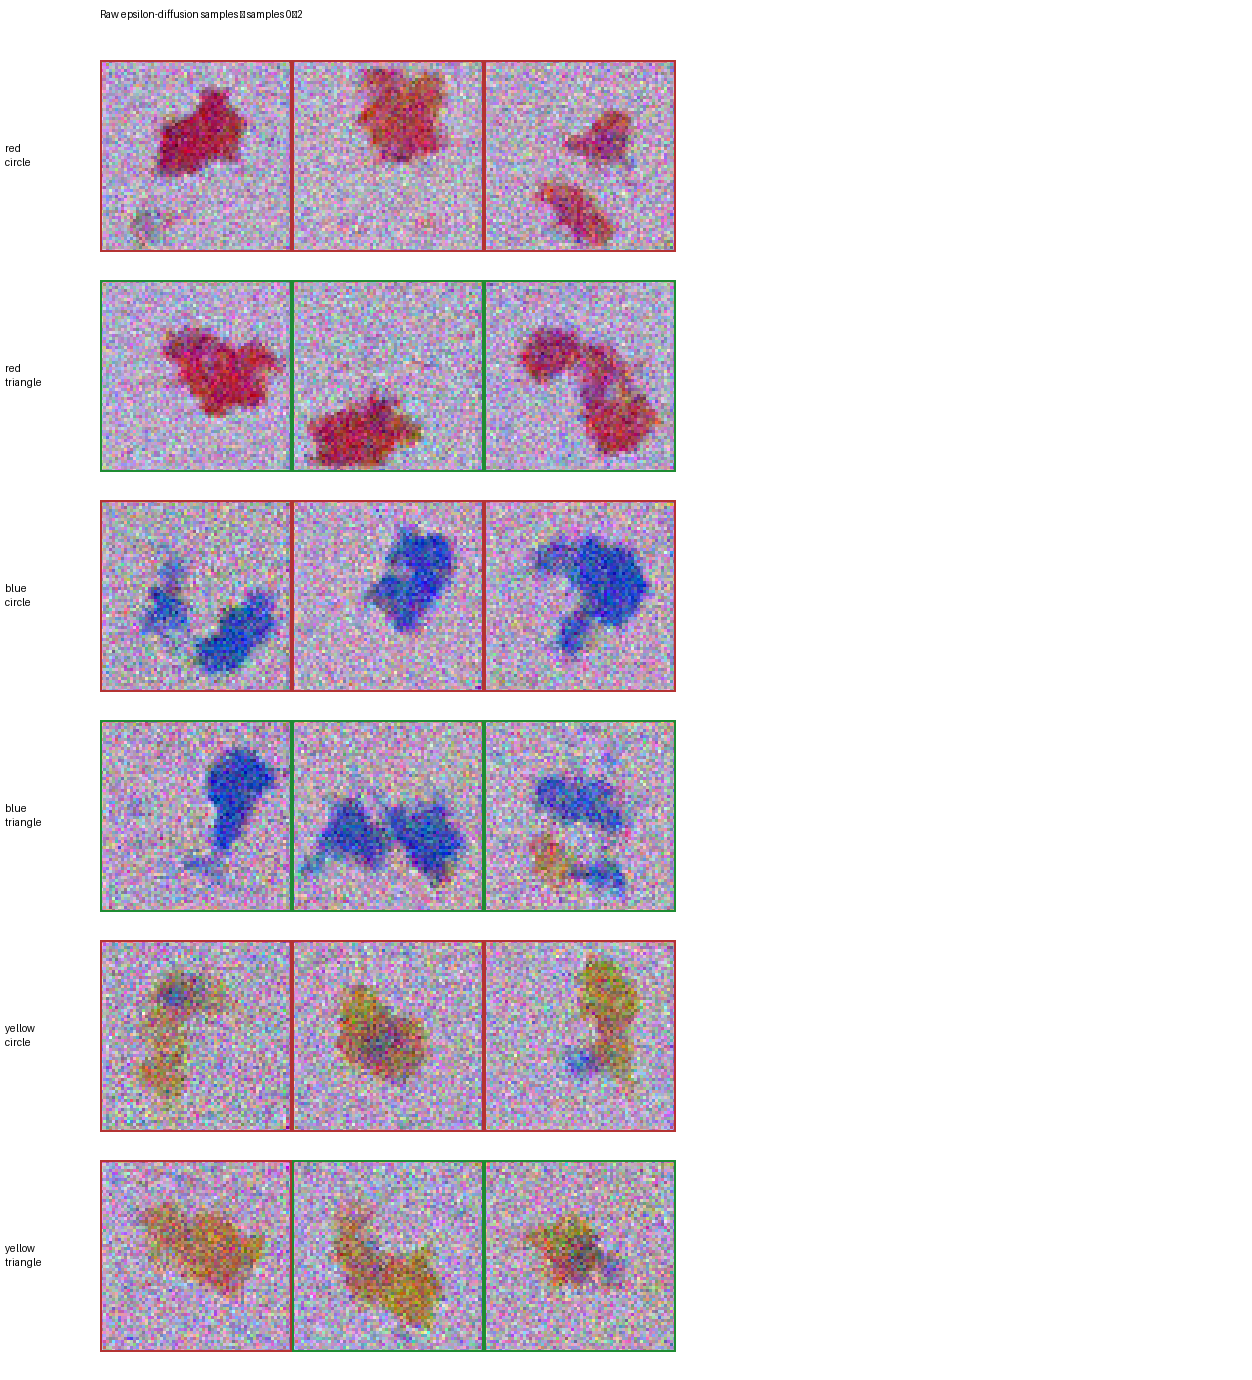 Raw epsilon-diffusion samples □ samples 0□2
red
circle
red
triangle
blue
circle
blue
triangle
yellow
circle
yellow
triangle